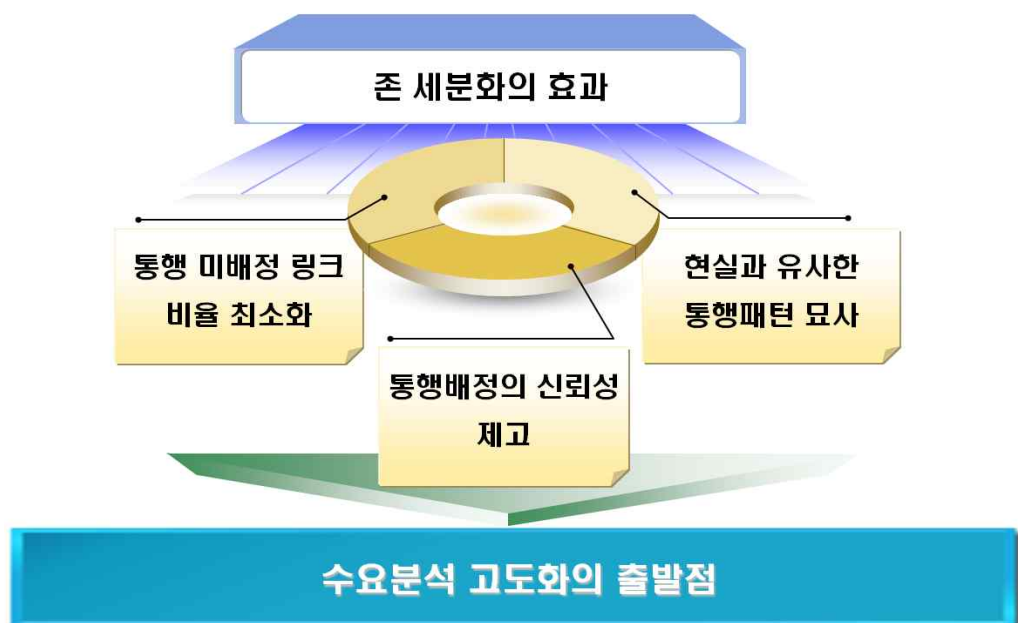 존 세분화의 효과
통행 미배정 링크
비율 최소화
현실과 유사한
통행패턴 묘사
통행배정의 신뢰성
제고
수요분석 고도화의 출발점